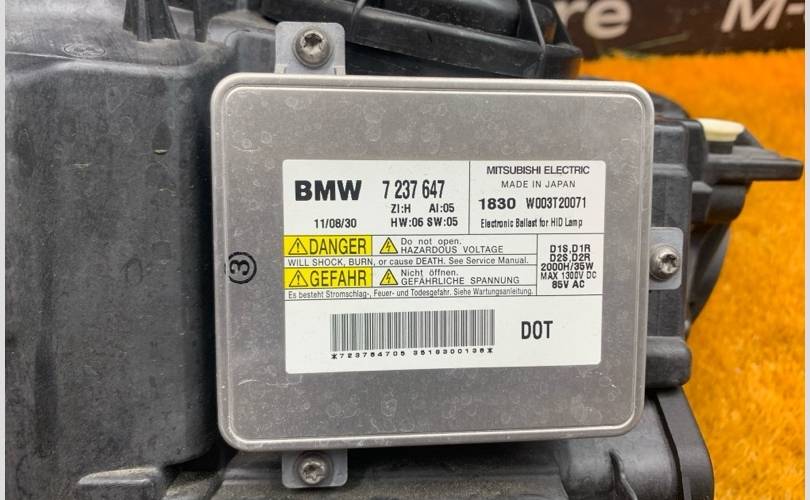 re M-
BMW 7 237 647
ZI:H AI:05
11/08/30 HW:06 SW:05
MITSUBISHI ELECTRIC
MADE IN JAPAN
1830 W003T20071
Electronic Ballast for HID Lamp
DANGER Do not open.
HAZARDOUS VOLTAGE
WILL SHOCK, BURN, or cause DEATH. See Service Manual.
GEFAHR Nicht öffnen.
GEFÄHRLICHE SPANNUNG
Es besteht Stromschlag-, Feuer- und Todesgefahr. Siehe Wartungsanleitung.
D1S,D1R
D2S,D2R
2000H/35W
MAX 1300V DC
85V AC
3
DOT
*723764705 3518300136*